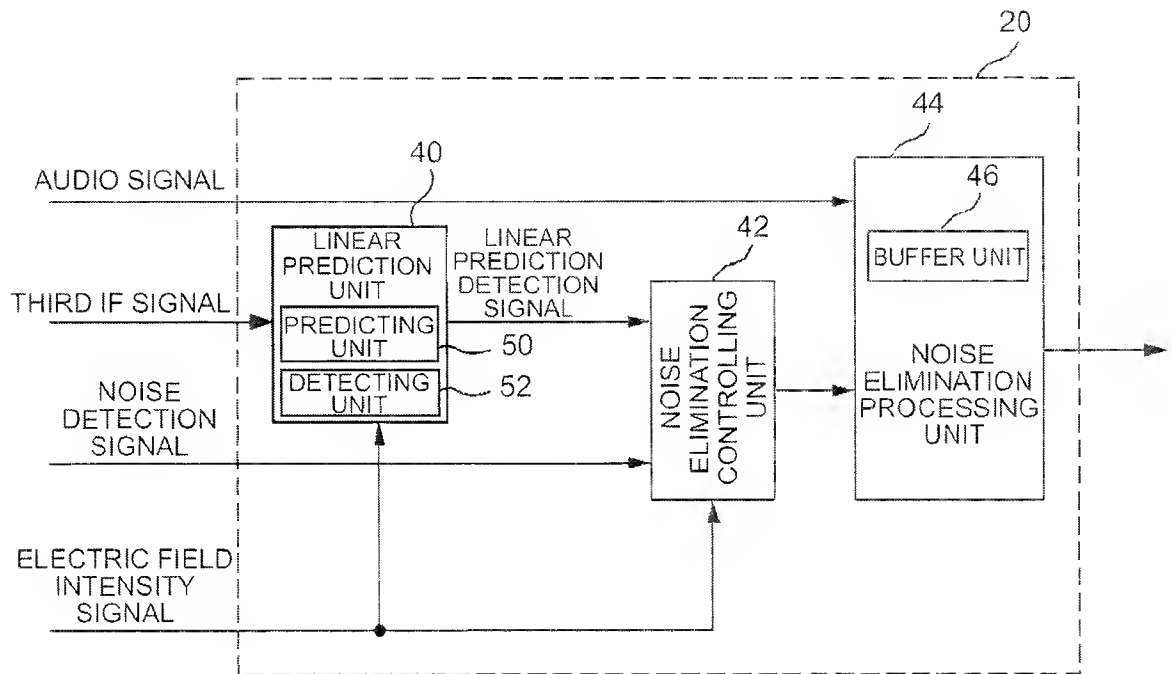 20
44
AUDIO SIGNAL
40
46
BUFFER UNIT
LINEAR
PREDICTION
UNIT
LINEAR
PREDICTION
DETECTION
SIGNAL
42
THIRD IF SIGNAL
PREDICTING
UNIT
50
DETECTING
UNIT
52
NOISE
DETECTION
SIGNAL
NOISE
ELIMINATION
CONTROLLING
UNIT
NOISE
ELIMINATION
PROCESSING
UNIT
ELECTRIC FIELD
INTENSITY
SIGNAL